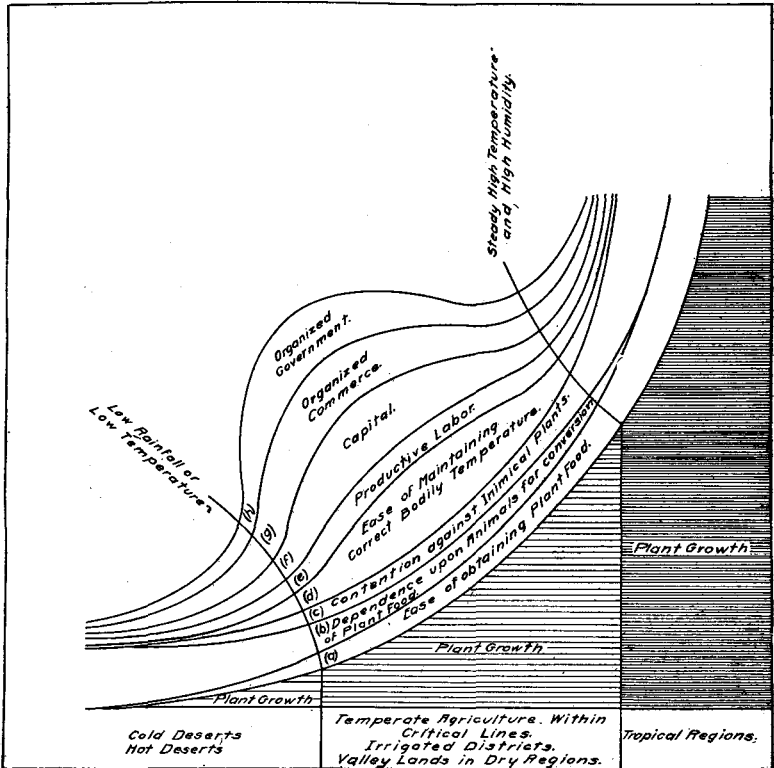 Steady High Temperature
and, High Humidity.
Organized
Government.
Organized
Commerce.
Capital.
Low Rainfall or
Low Temperature
Productive Labor.
Ease of Maintaining
Correct Bodily Temperature.
(h)
(g)
(f)
(e)
(d)
(c) Contention against Inimical Plants.
(b) Dependence upon Animals for conversion
of Plant Food.
(a)
Ease of obtaining Plant Food.
Plant Growth
Plant Growth
Plant Growth
Cold Deserts
Hot Deserts
Temperate Agriculture. Within
Critical Lines.
Irrigated Districts.
Valley Lands in Dry Regions.
Tropical Regions.